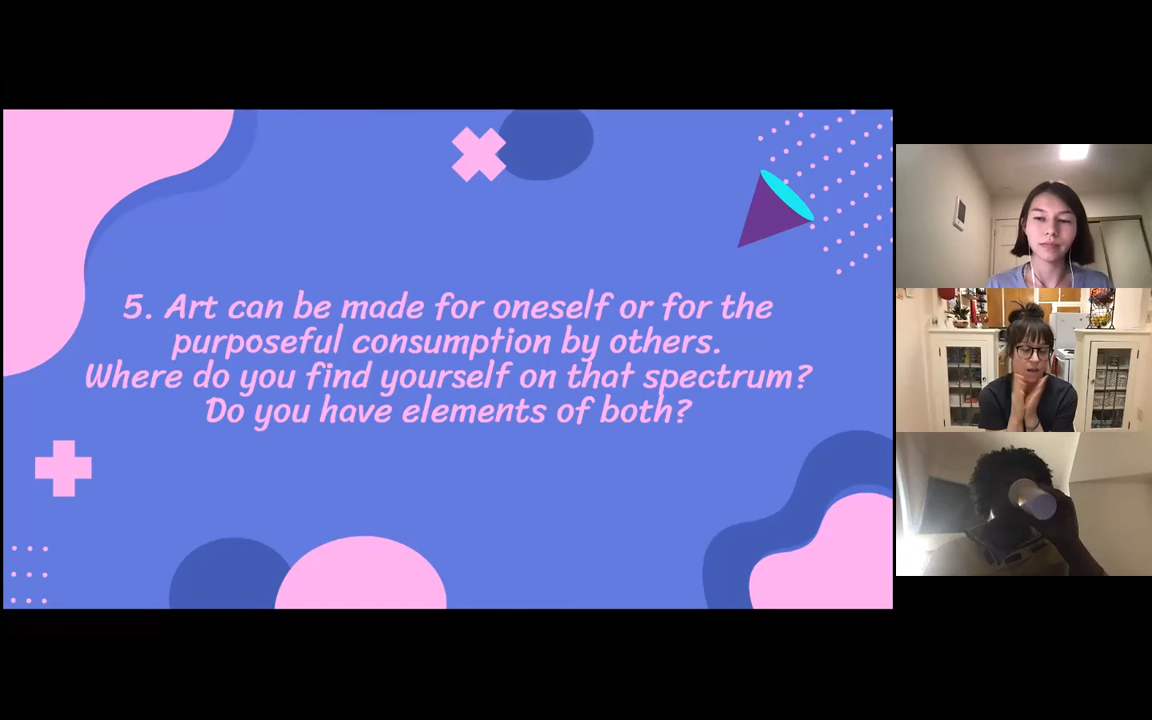 5. Art can be made for oneself or for the
purposeful consumption by others.
Where do you find yourself on that spectrum?
Do you have elements of both?